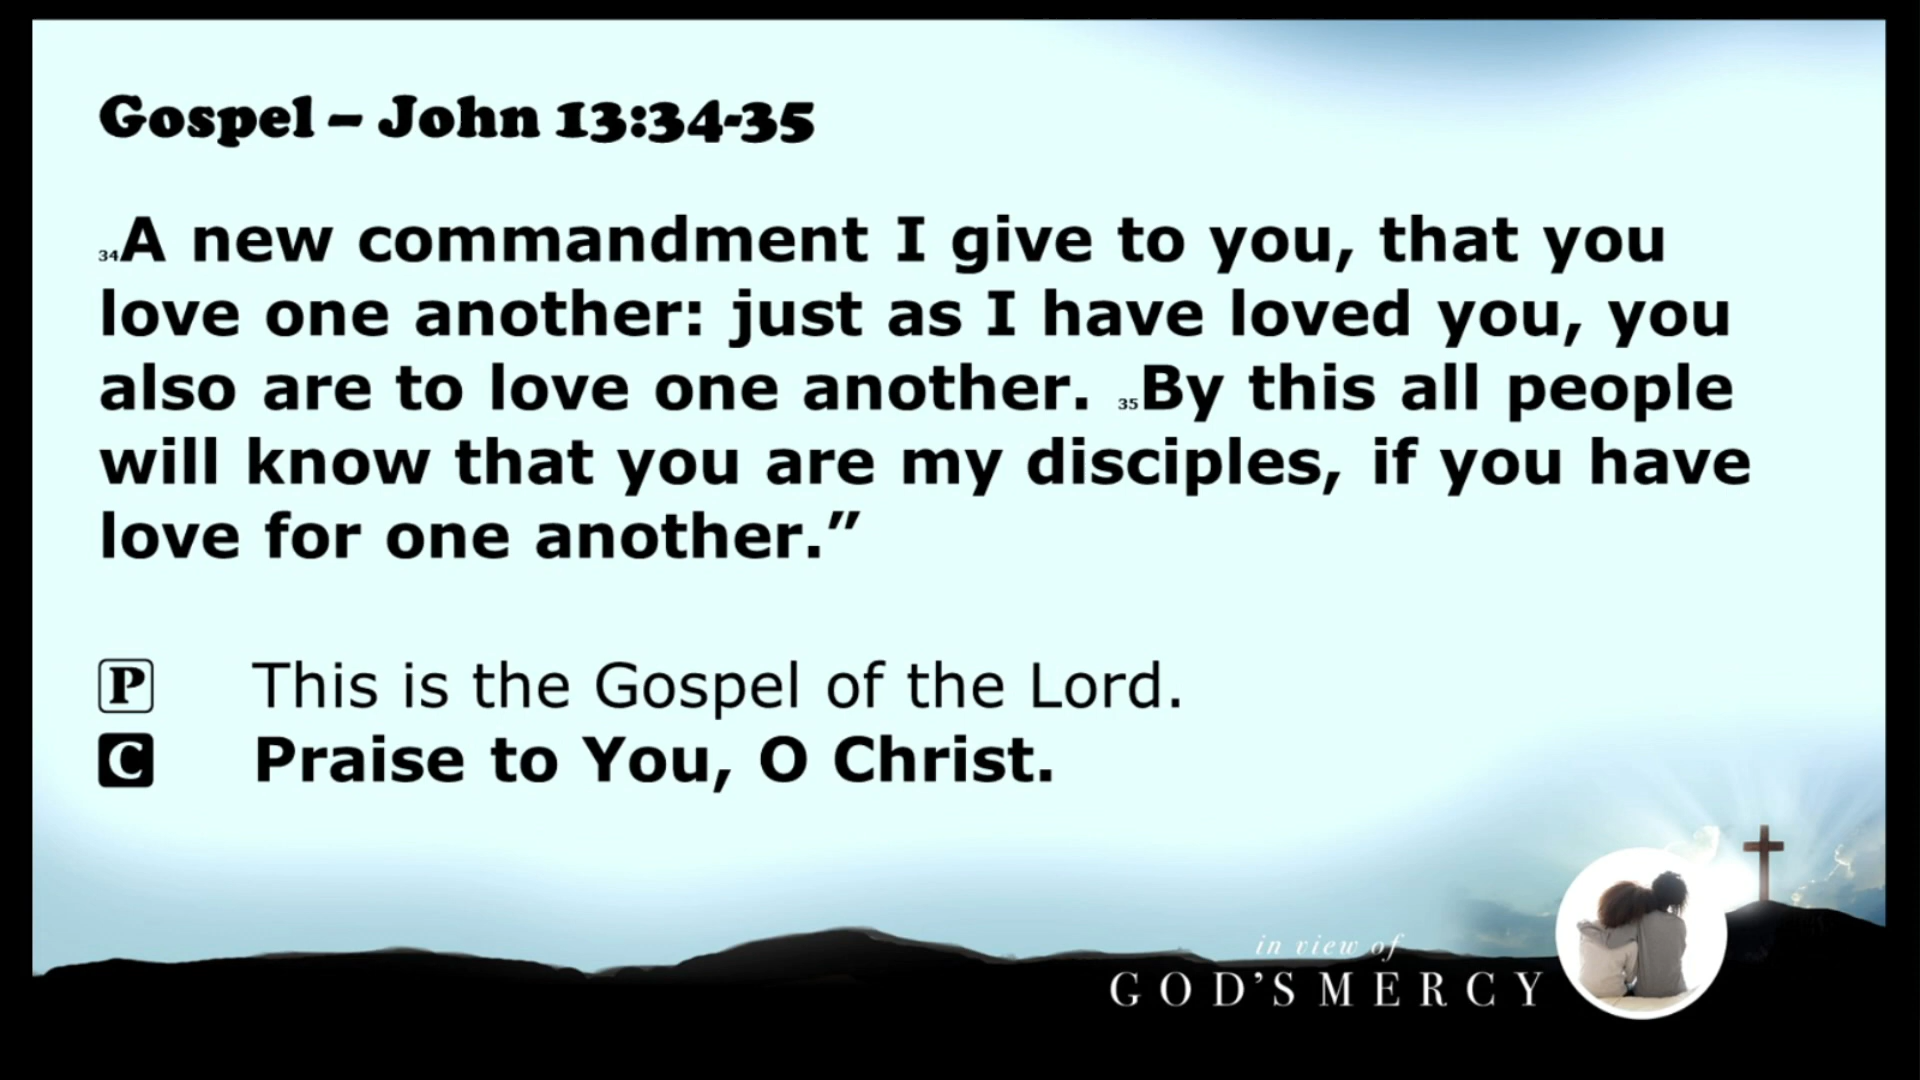 Gospel – John 13:34-35
34A new commandment I give to you, that you
love one another: just as I have loved you, you
also are to love one another. 35By this all people
will know that you are my disciples, if you have
love for one another.”
P This is the Gospel of the Lord.
C Praise to You, O Christ.
in view of
GOD’S MERCY